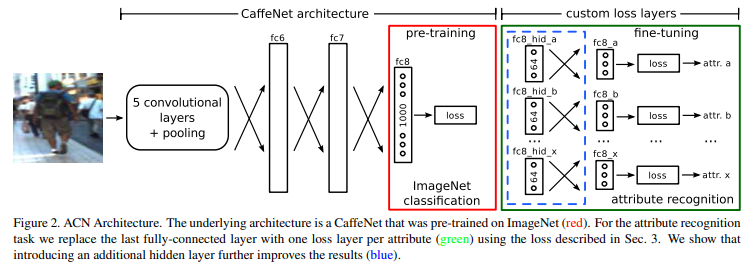 CaffeNet architecture
custom loss layers
pre-training
fine-tuning
fc6
fc7
fc8
fc8_hid_a
fc8_a
64
loss
attr. a
5 convolutional
layers
+ pooling
1000
loss
fc8_hid_b
fc8_b
64
loss
attr. b
...
...
...
...
fc8_hid_x
fc8_x
64
loss
attr. x
ImageNet
classification
attribute recognition
Figure 2. ACN Architecture. The underlying architecture is a CaffeNet that was pre-trained on ImageNet (red). For the attribute recognition
task we replace the last fully-connected layer with one loss layer per attribute (green) using the loss described in Sec. 3. We show that
introducing an additional hidden layer further improves the results (blue).